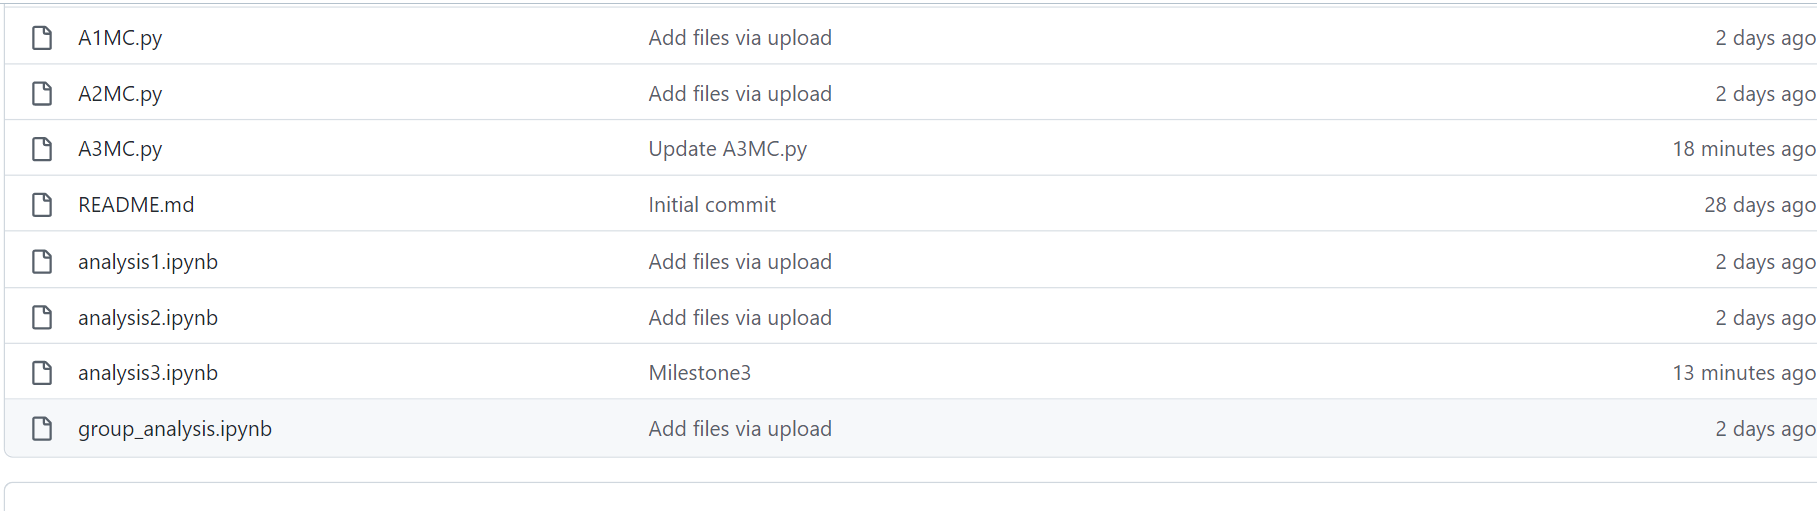 A1MC.py Add files via upload 2 days ago
A2MC.py Add files via upload 2 days ago
A3MC.py Update A3MC.py 18 minutes ago
README.md Initial commit 28 days ago
analysis1.ipynb Add files via upload 2 days ago
analysis2.ipynb Add files via upload 2 days ago
analysis3.ipynb Milestone3 13 minutes ago
group_analysis.ipynb Add files via upload 2 days ago